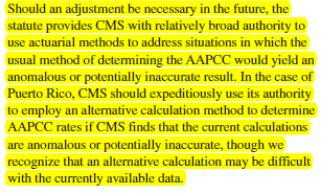 Should an adjustment be necessary in the future, the
statute provides CMS with relatively broad authority to
use actuarial methods to address situations in which the
usual method of determining the AAPCC would yield an
anomalous or potentially inaccurate result. In the case of
Puerto Rico, CMS should expeditiously use its authority
to employ an alternative calculation method to determine
AAPCC rates if CMS finds that the current calculations
are anomalous or potentially inaccurate, though we
recognize that an alternative calculation may be difficult
with the currently available data.